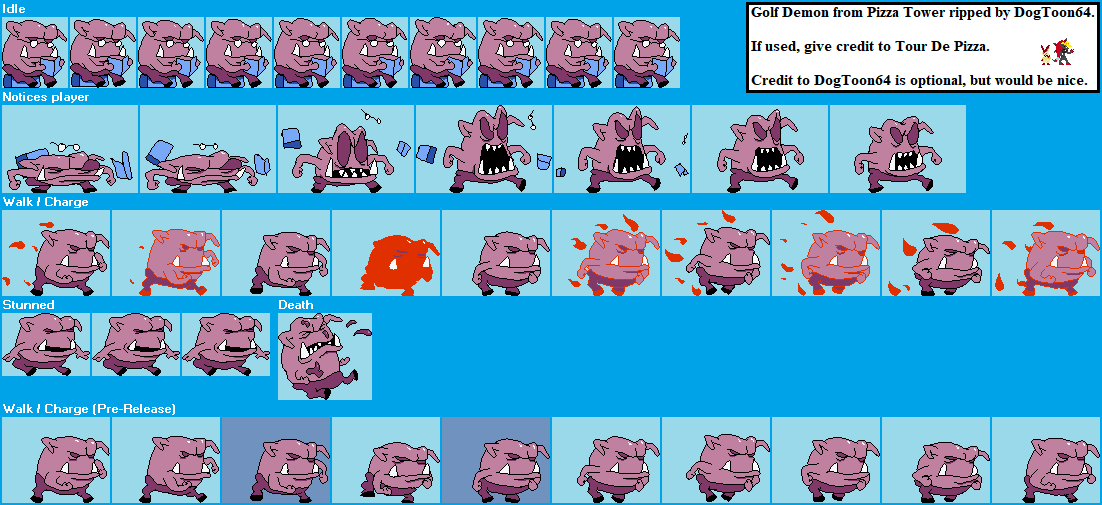 Idle
Golf Demon from Pizza Tower ripped by DogToon64.
If used, give credit to Tour De Pizza.
Credit to DogToon64 is optional, but would be nice.
Notices player
Walk / Charge
Stunned
Death
Walk / Charge (Pre-Release)